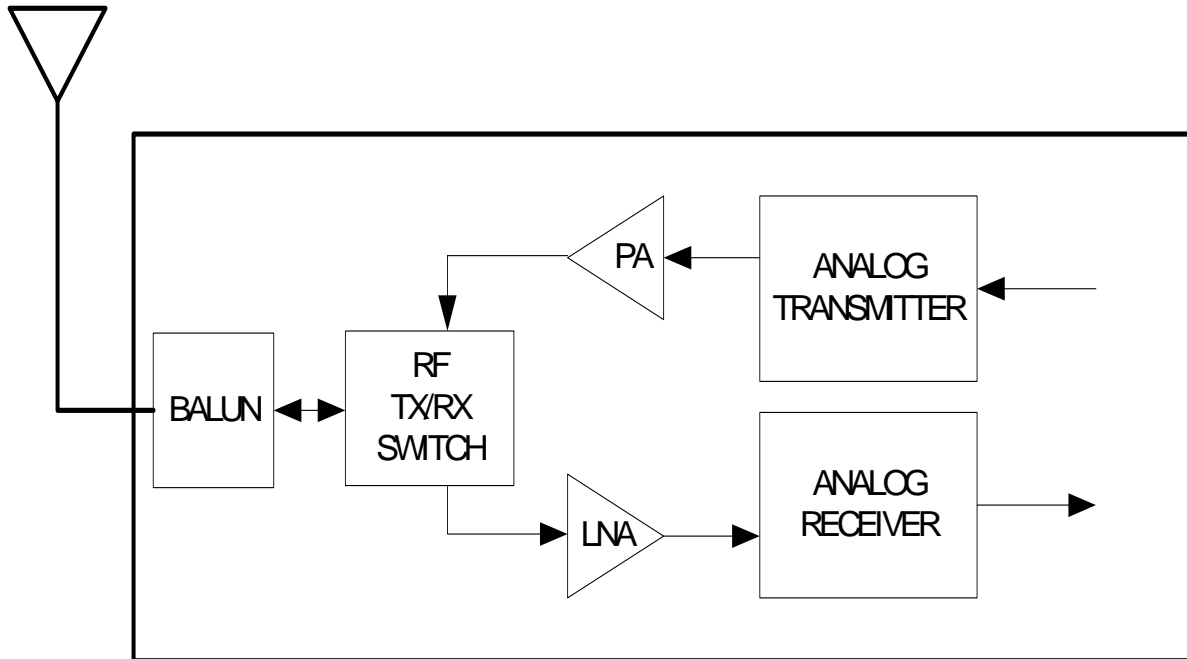 PA
ANALOG
TRANSMITTER
BALUN
RF
TX/RX
SWITCH
LNA
ANALOG
RECEIVER